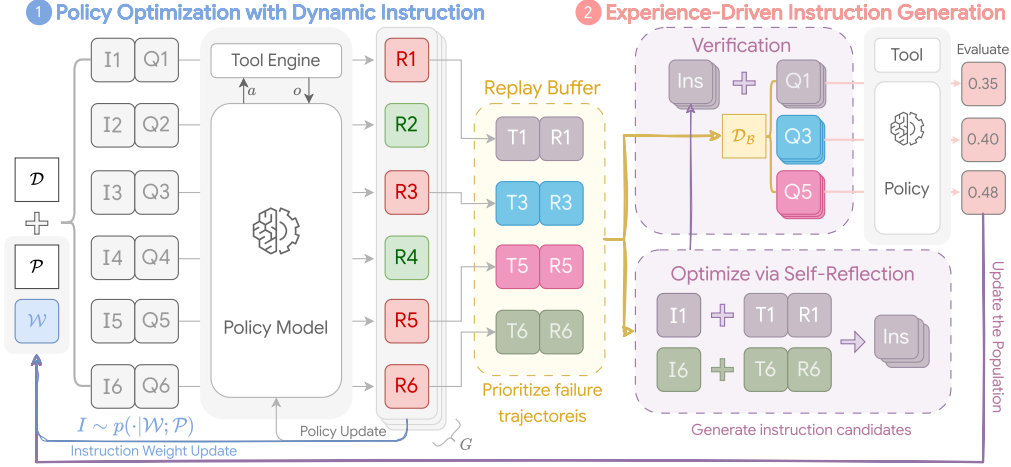 1 Policy Optimization with Dynamic Instruction
2 Experience-Driven Instruction Generation
𝒟
+
𝒫
𝒲
I1 Q1
I2 Q2
I3 Q3
I4 Q4
I5 Q5
I6 Q6
Tool Engine
a
o
Policy Model
R1
R2
R3
R4
R5
R6
G
Policy Update
I ∼ p(·|𝒲; 𝒫)
Instruction Weight Update
Replay Buffer
T1 R1
T3 R3
T5 R5
T6 R6
Prioritize failure
trajectoreis
Verification
Ins
+
Q1
𝒟_ℬ
Q3
Q5
Tool
Policy
Evaluate
0.35
0.40
0.48
Optimize via Self-Reflection
I1 + T1 R1
I6 + T6 R6
Ins
Generate instruction candidates
Update the Population